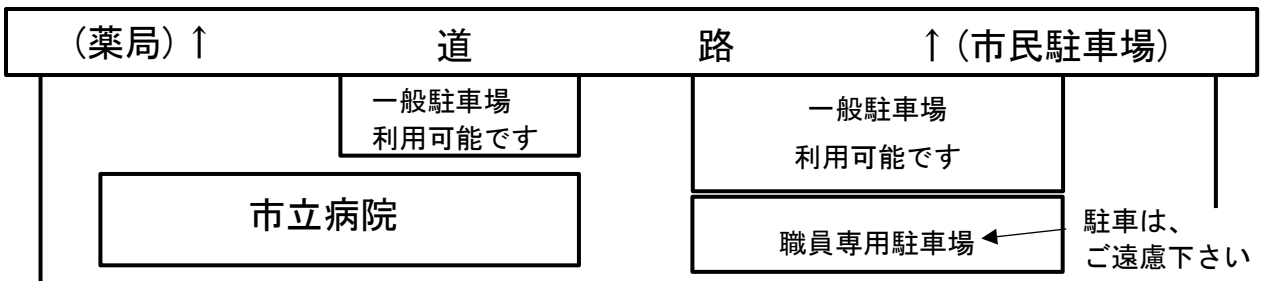 (薬局)↑ 道 路 ↑(市民駐車場)
一般駐車場
利用可能です
一般駐車場
利用可能です
市立病院
職員専用駐車場
駐車は、
ご遠慮下さい